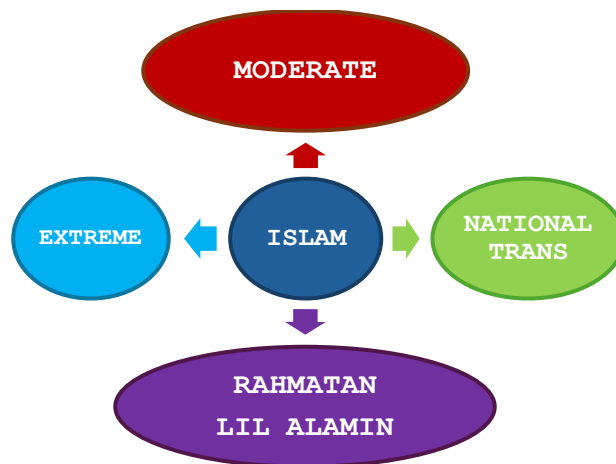 MODERATE
EXTREME
ISLAM
NATIONAL
TRANS
RAHMATAN
LIL ALAMIN